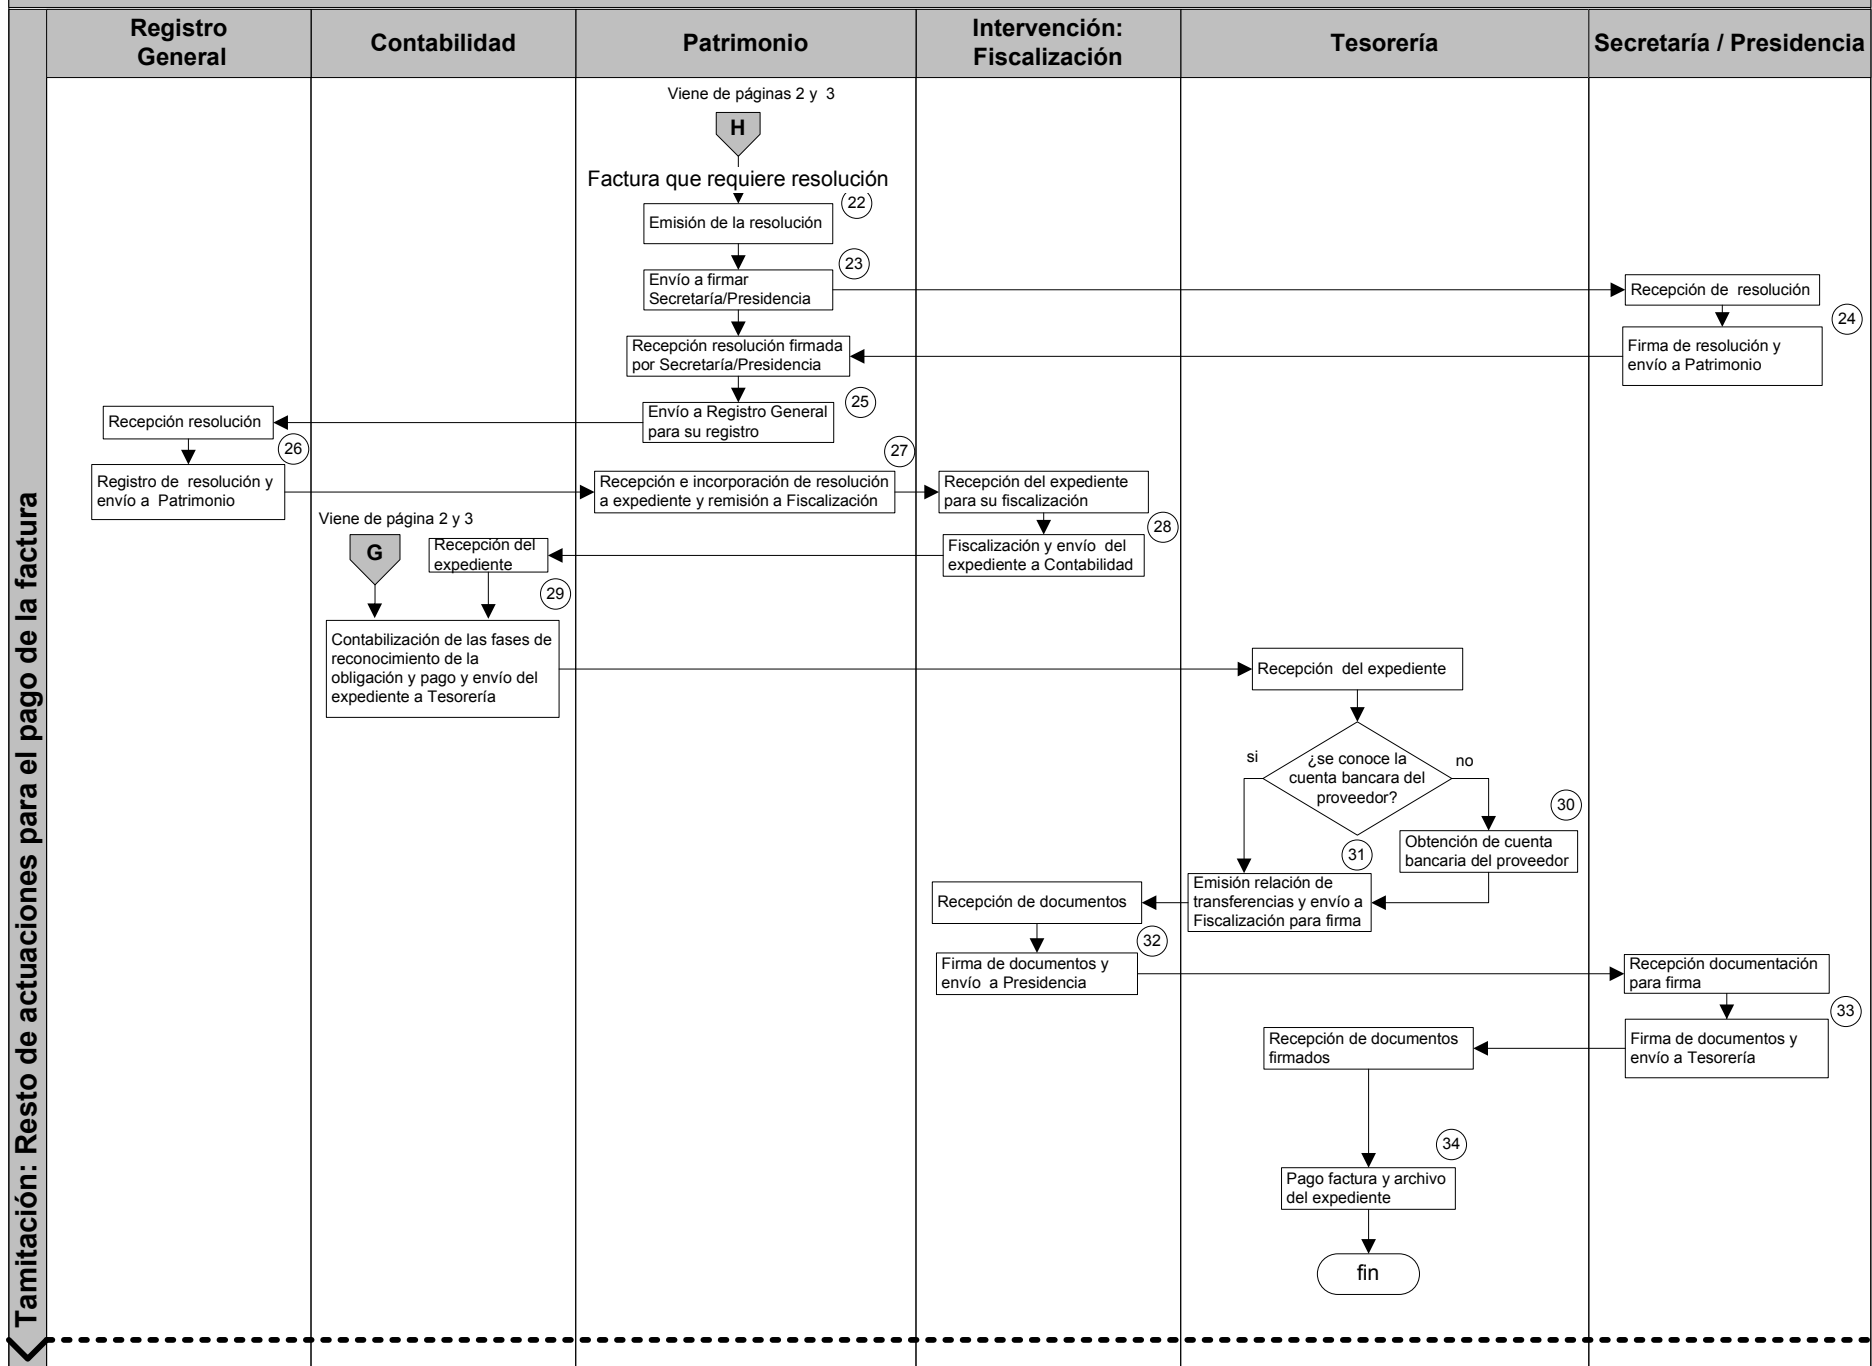 Registro
General
Contabilidad
Patrimonio
Intervención:
Fiscalización
Tesorería
Secretaría / Presidencia
Tamitación: Resto de actuaciones para el pago de la factura
Viene de páginas 2 y 3
H
Factura que requiere resolución
22
Emisión de la resolución
23
Envío a firmar
Secretaría/Presidencia
Recepción de resolución
24
Firma de resolución y
envío a Patrimonio
Recepción resolución firmada
por Secretaría/Presidencia
25
Envío a Registro General
para su registro
Recepción resolución
26
Registro de resolución y
envío a Patrimonio
27
Recepción e incorporación de resolución
a expediente y remisión a Fiscalización
Recepción del expediente
para su fiscalización
28
Fiscalización y envío del
expediente a Contabilidad
Viene de página 2 y 3
G
Recepción del
expediente
29
Contabilización de las fases de
reconocimiento de la
obligación y pago y envío del
expediente a Tesorería
Recepción del expediente
si
¿se conoce la
cuenta bancara del
proveedor?
no
30
Obtención de cuenta
bancaria del proveedor
31
Emisión relación de
transferencias y envío a
Fiscalización para firma
Recepción de documentos
32
Firma de documentos y
envío a Presidencia
Recepción documentación
para firma
33
Firma de documentos y
envío a Tesorería
Recepción de documentos
firmados
34
Pago factura y archivo
del expediente
fin